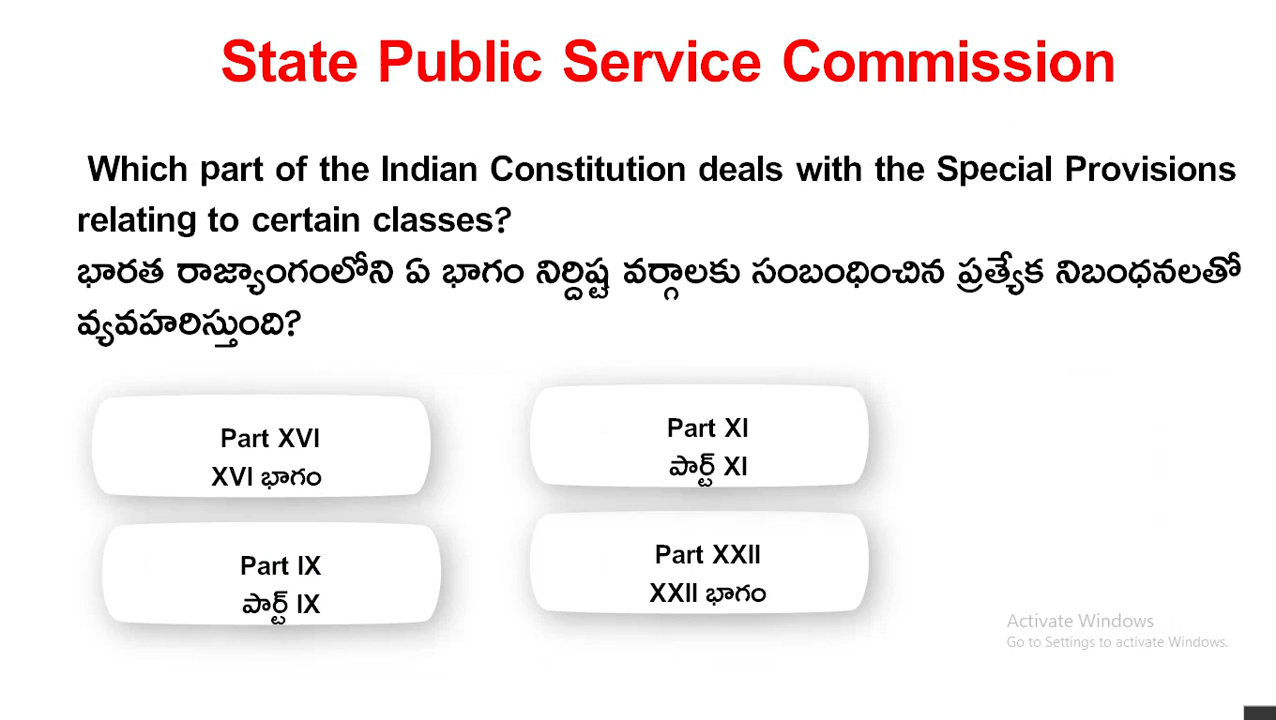 State Public Service Commission
Which part of the Indian Constitution deals with the Special Provisions
relating to certain classes?
భారత రాజ్యాంగంలోని ఏ భాగం నిర్దిష్ట వర్గాలకు సంబంధించిన ప్రత్యేక నిబంధనలతో
వ్యవహరిస్తుంది?
Part XVI
XVI భాగం
Part XI
పార్ట్ XI
Part IX
పార్ట్ IX
Part XXII
XXII భాగం
Activate Windows
Go to Settings to activate Windows.